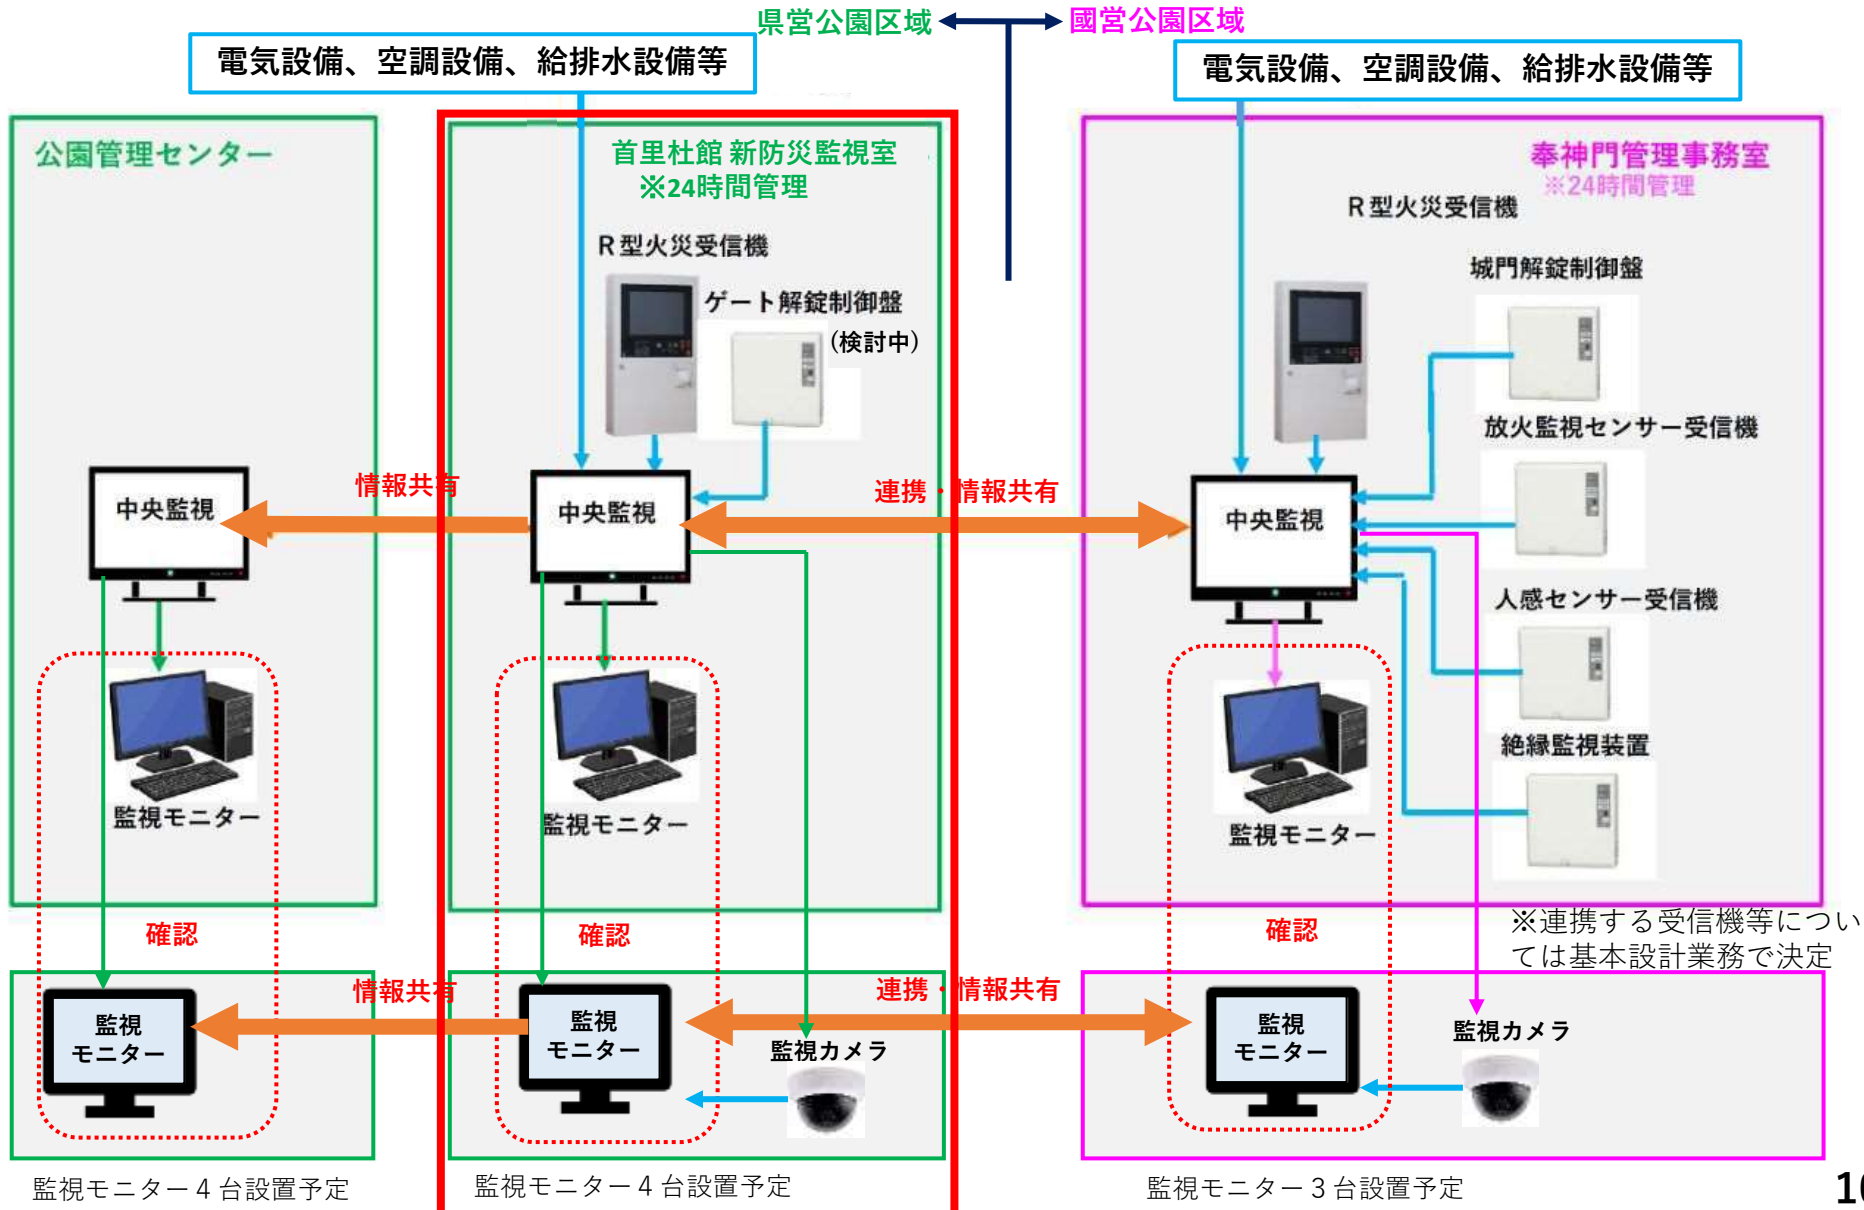 県営公園区域
國営公園区域
電気設備、空調設備、給排水設備等
電気設備、空調設備、給排水設備等
公園管理センター
中央監視
監視モニター
確認
監視
モニター
監視モニター4台設置予定
情報共有
情報共有
首里杜館 新防災監視室
※24時間管理
R型火災受信機
ゲート解錠制御盤
(検討中)
中央監視
監視モニター
確認
監視
モニター
監視カメラ
監視モニター4台設置予定
連携・情報共有
連携・情報共有
奉神門管理事務室
※24時間管理
R型火災受信機
城門解錠制御盤
放火監視センサー受信機
中央監視
人感センサー受信機
絶縁監視装置
監視モニター
確認
※連携する受信機等につい
ては基本設計業務で決定
監視
モニター
監視カメラ
監視モニター3台設置予定